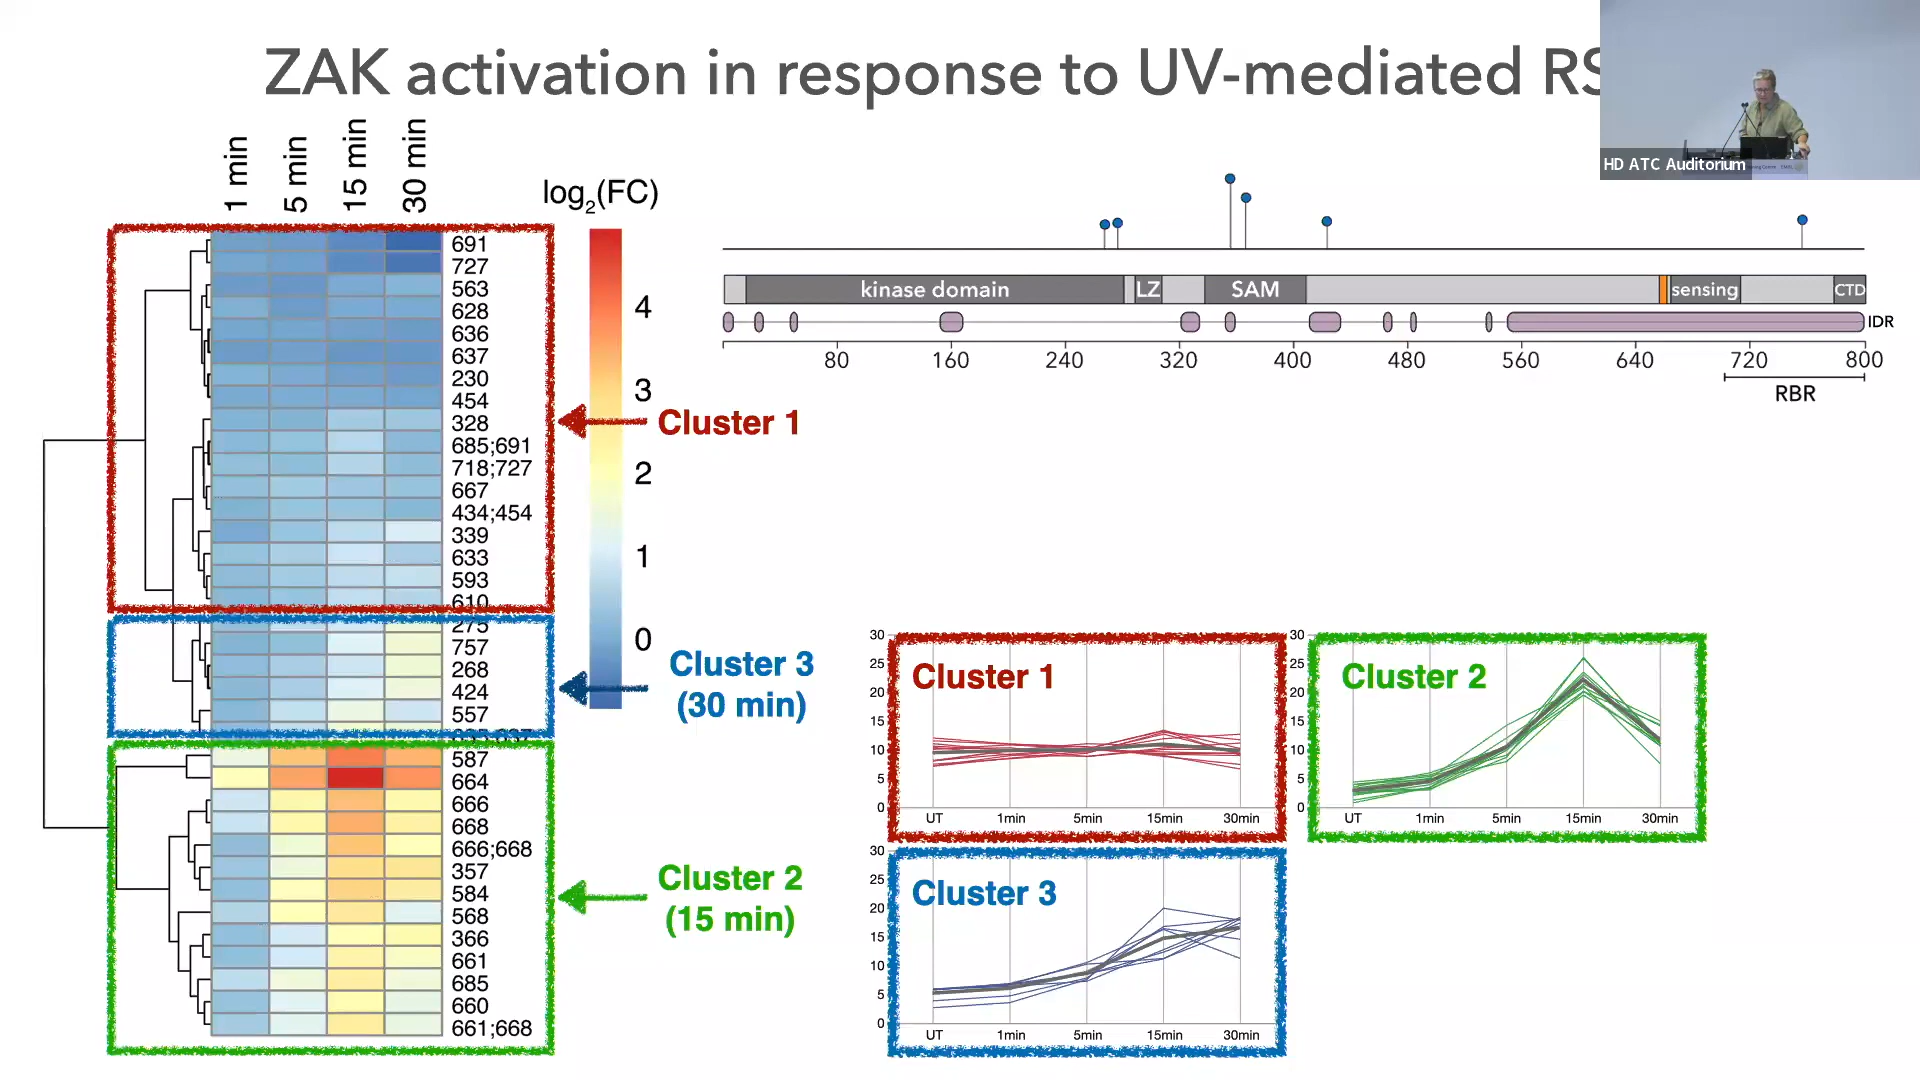 ZAK activation in response to UV-mediated RS
HD ATC Auditorium
1 min
5 min
15 min
30 min
log2(FC)
4
3
2
1
0
691
727
563
628
636
637
230
454
328
685;691
718;727
667
434;454
339
633
593
610
275
757
268
424
557
587
664
666
668
666;668
357
584
568
366
661
685
660
661;668
Cluster 1
Cluster 3
(30 min)
Cluster 2
(15 min)
kinase domain
LZ
SAM
sensing
CTD
IDR
80 160 240 320 400 480 560 640 720 800
RBR
Cluster 1
30
25
20
15
10
5
0
UT 1min 5min 15min 30min
Cluster 2
30
25
20
15
10
5
0
UT 1min 5min 15min 30min
Cluster 3
30
25
20
15
10
5
0
UT 1min 5min 15min 30min